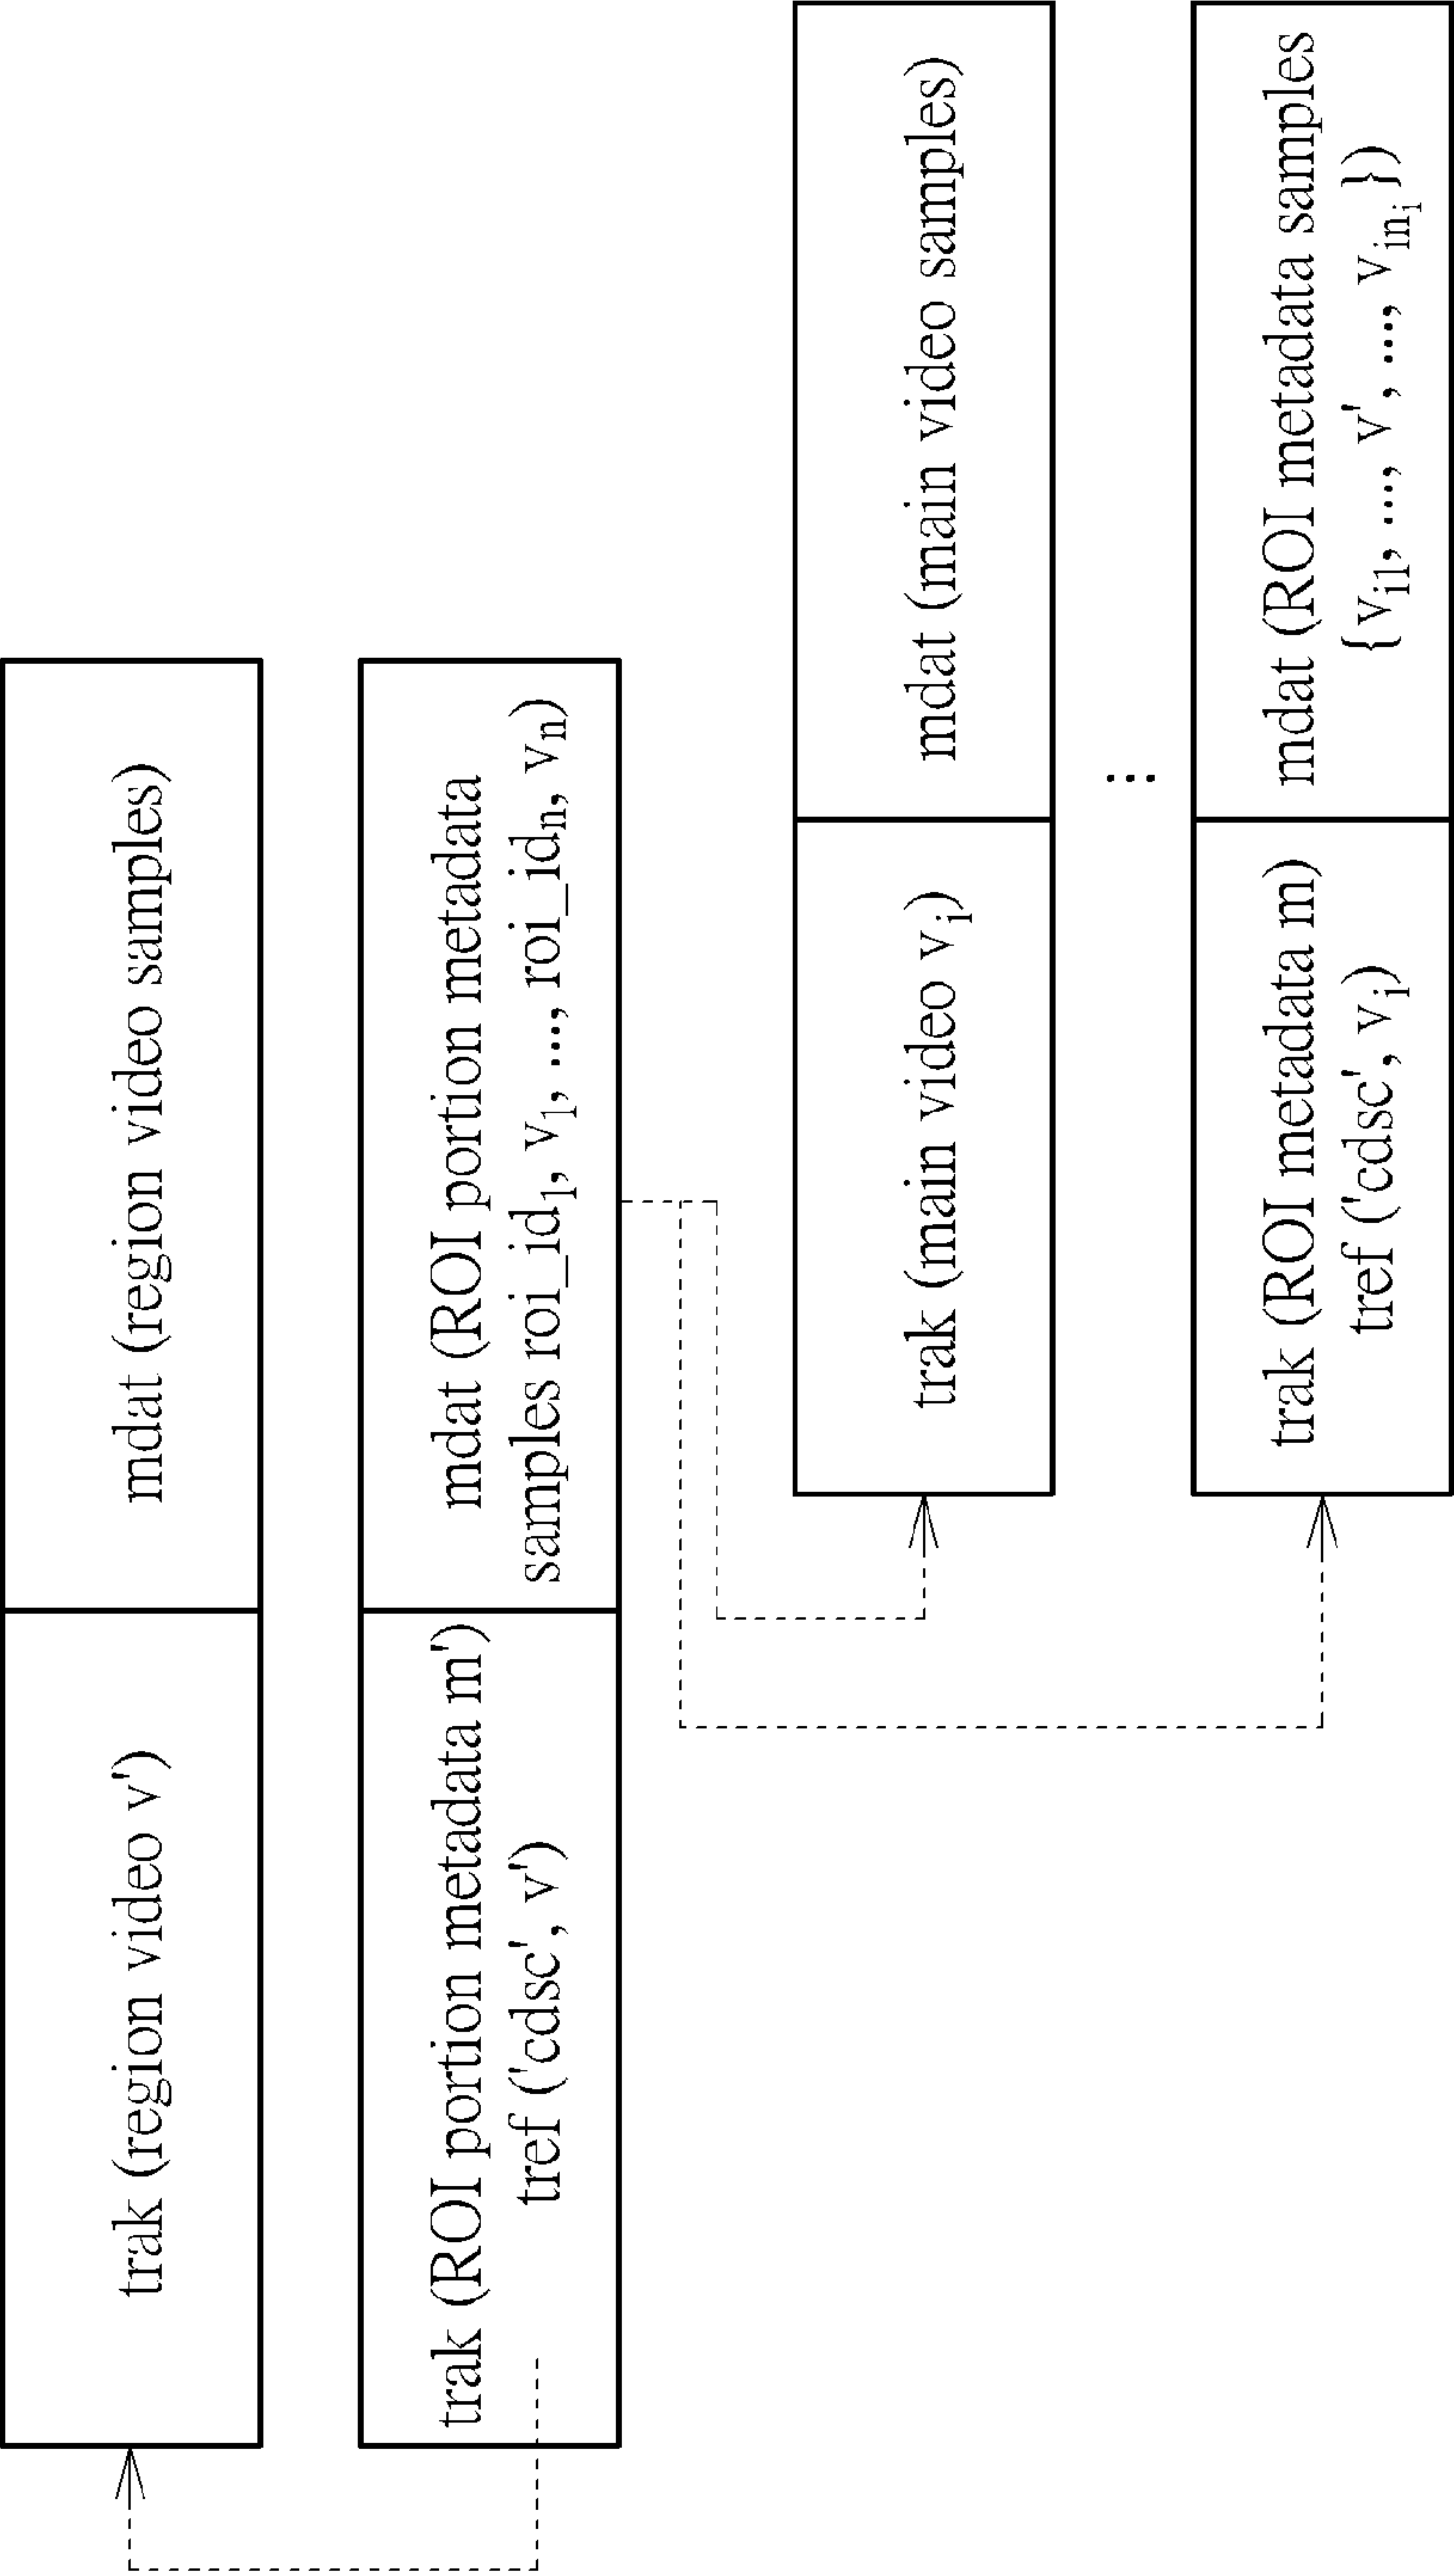 trak (region video v')
mdat (region video samples)
trak (ROI portion metadata m')
tref ('cdsc', v')
mdat (ROI portion metadata
samples roi_id₁, v₁, ..., roi_idₙ, vₙ)
trak (main video vᵢ)
mdat (main video samples)
⋮
trak (ROI metadata m)
tref ('cdsc', vᵢ)
mdat (ROI metadata samples
{vᵢ₁, ..., v', ..., v_{in_i}})